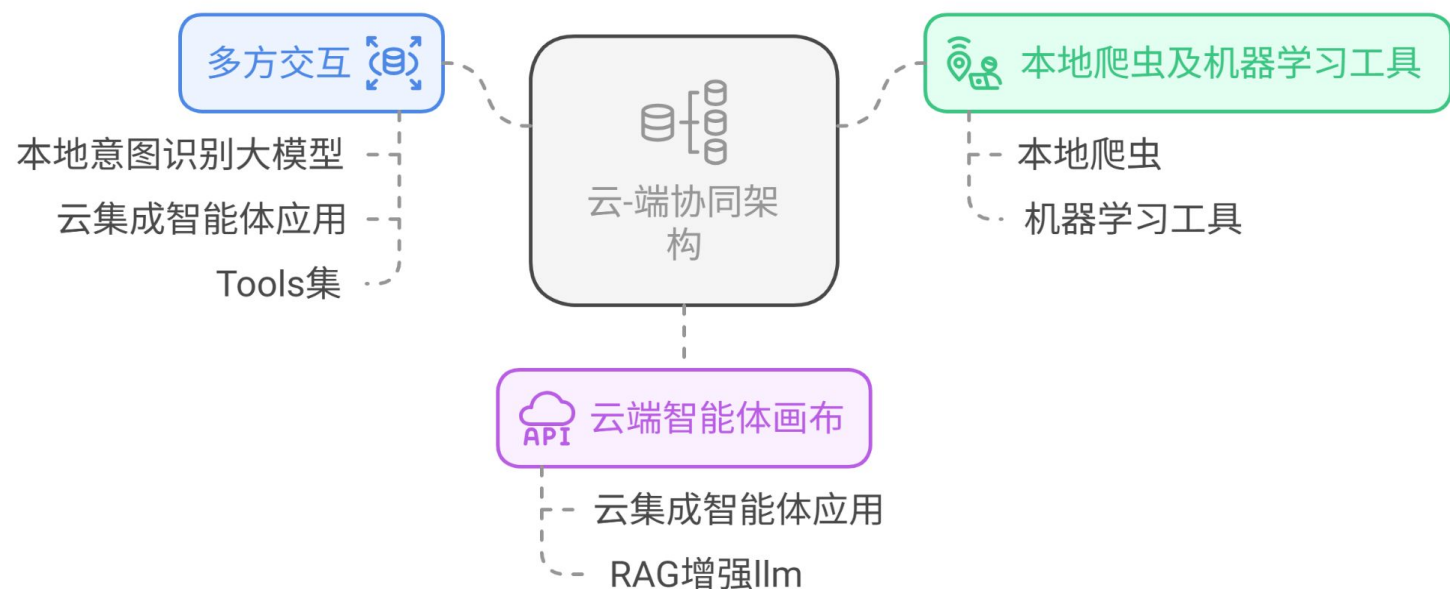 多方交互
本地意图识别大模型
云集成智能体应用
Tools集
云-端协同架
构
本地爬虫及机器学习工具
本地爬虫
机器学习工具
API
云端智能体画布
云集成智能体应用
RAG增强llm